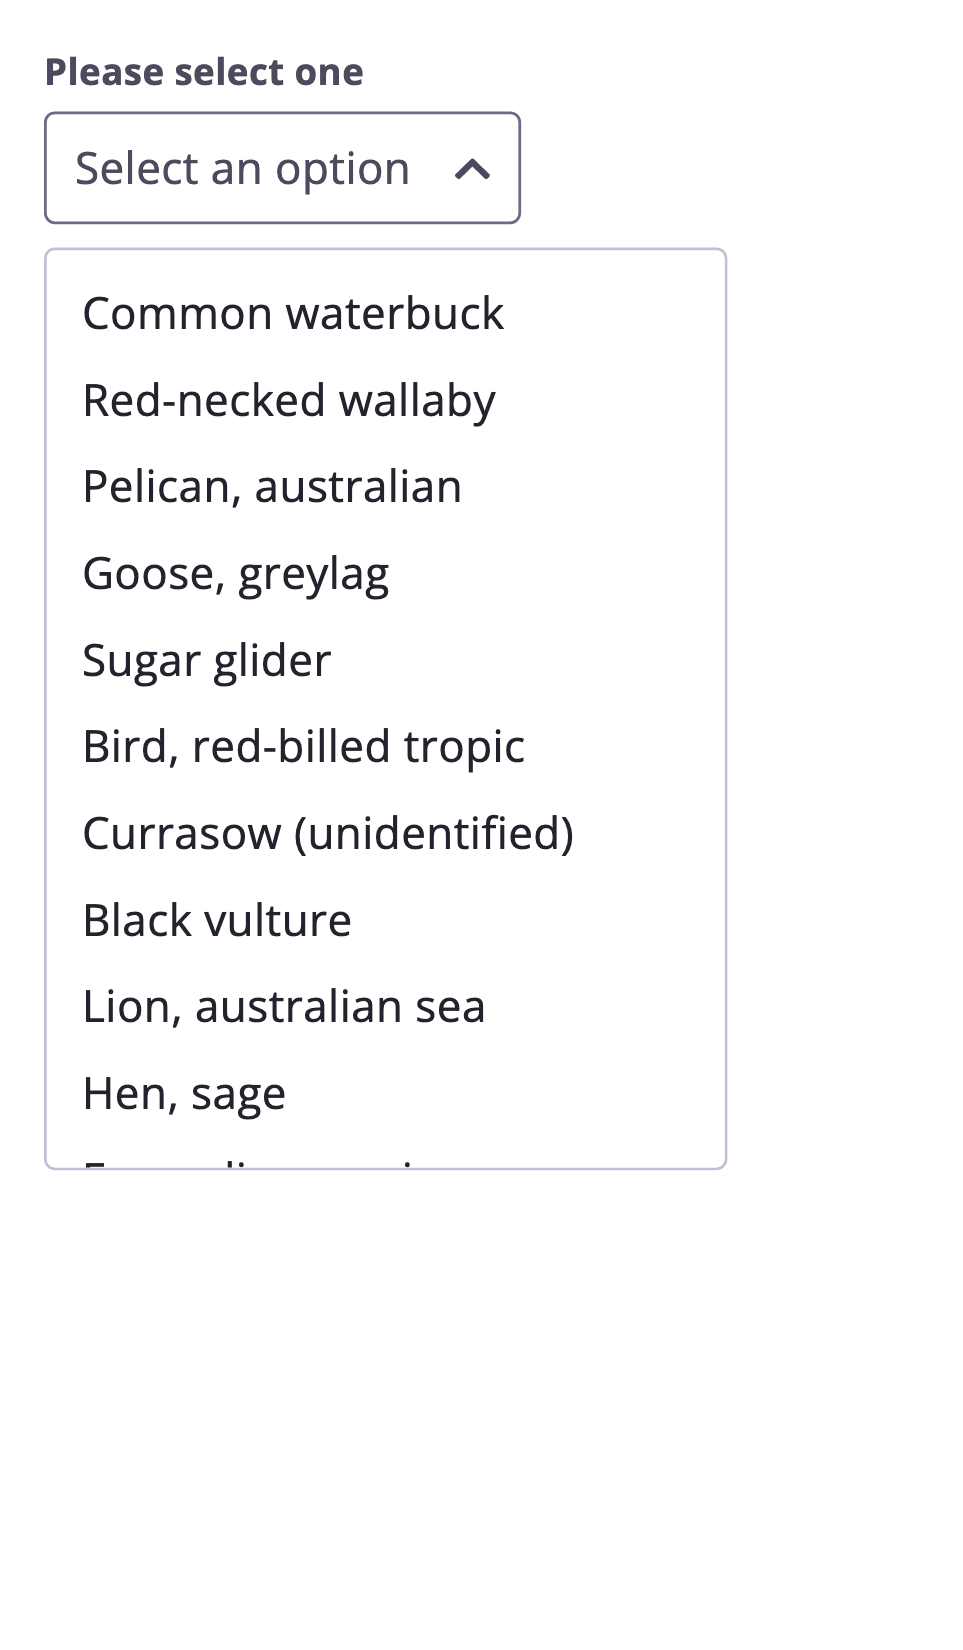 Please select one
Select an option
Common waterbuck
Red-necked wallaby
Pelican, australian
Goose, greylag
Sugar glider
Bird, red-billed tropic
Currasow (unidentified)
Black vulture
Lion, australian sea
Hen, sage